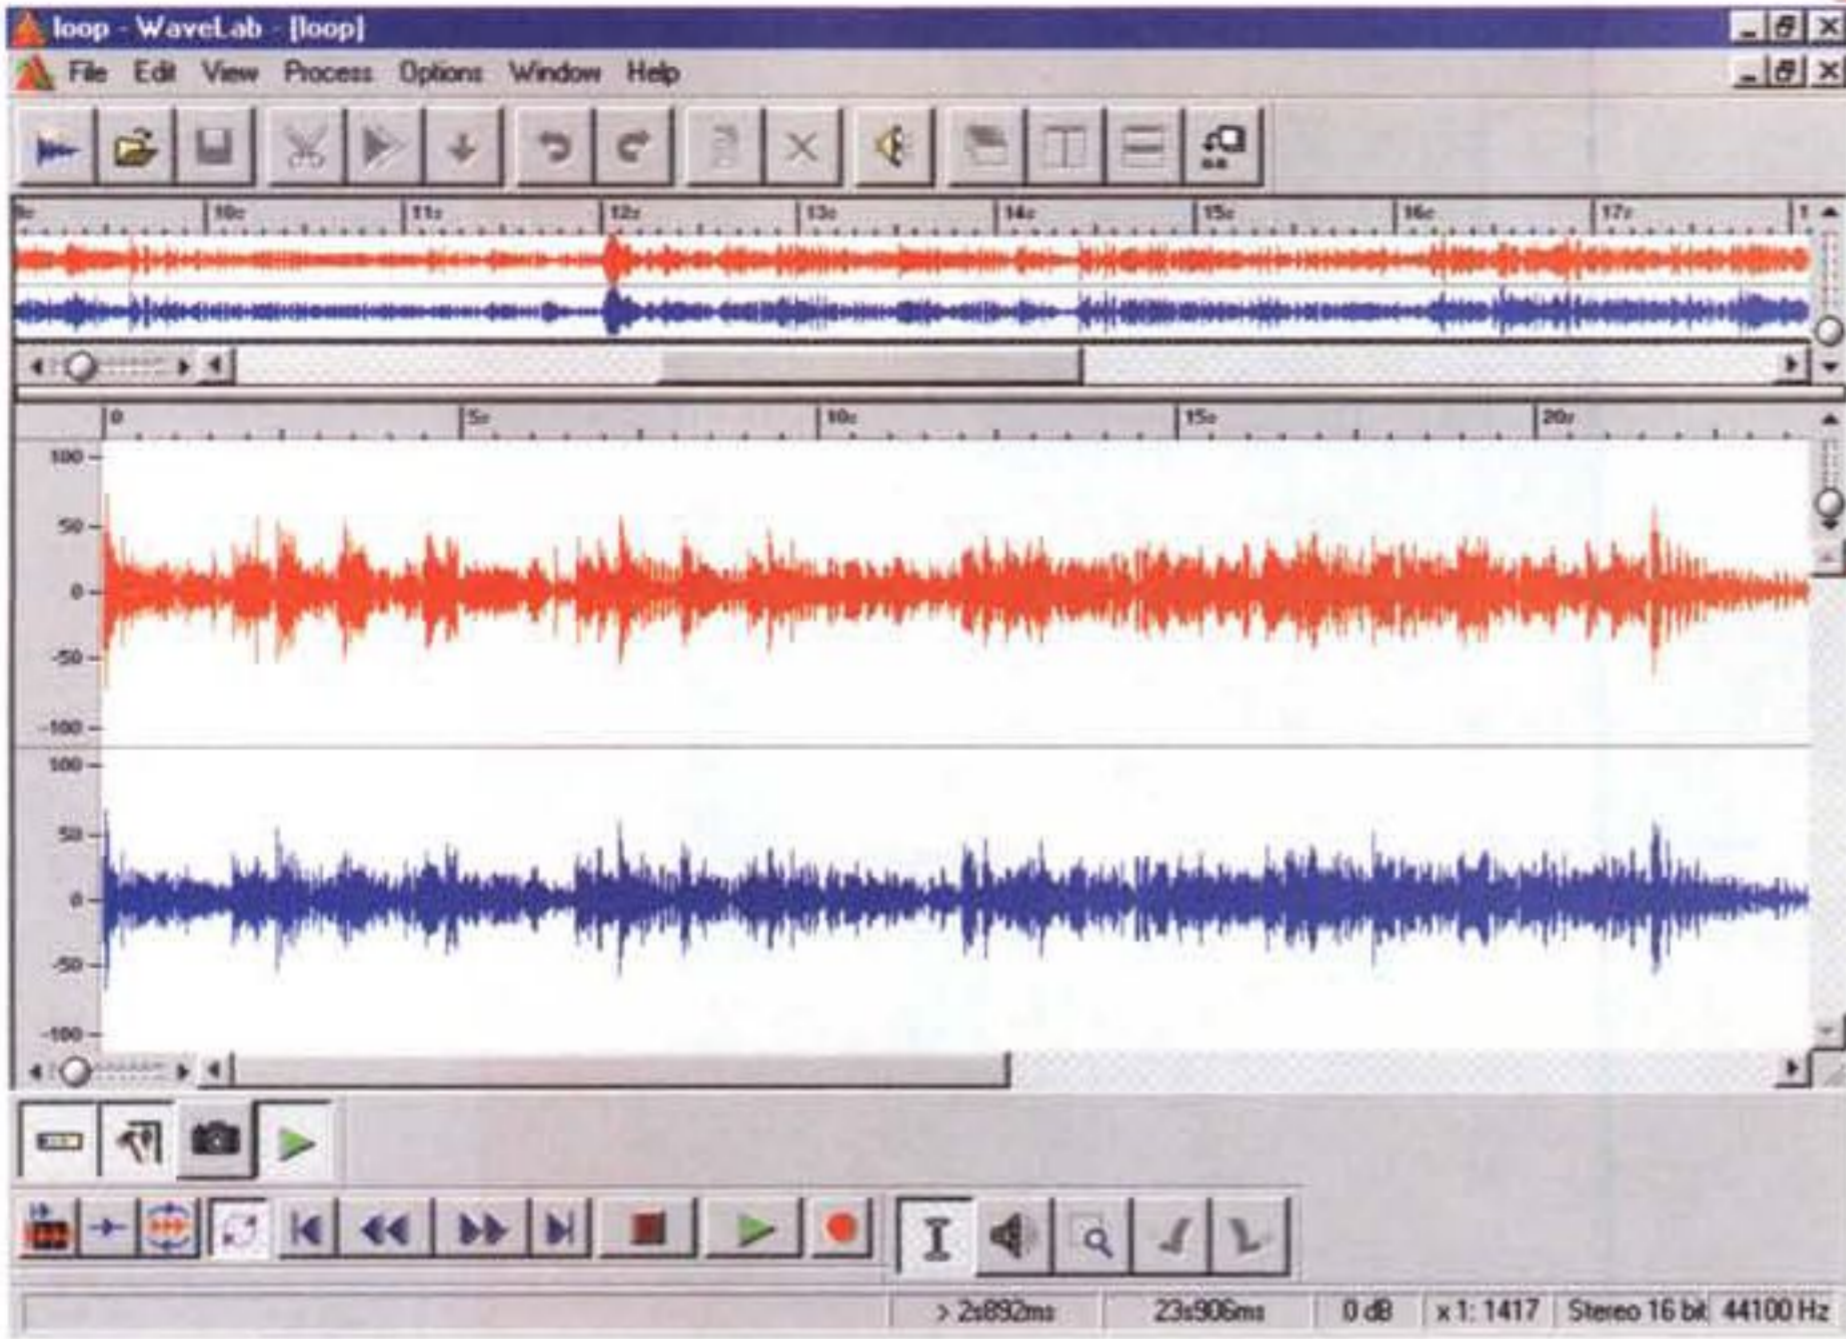 loop - WaveLab - [loop]
File Edit View Process Options Window Help
10s 11s 12s 13s 14s 15s 16s 17s 1
0 5s 10s 15s 20s
100
50
0
-50
-100
100
50
0
-50
-100
> 2s892ms 23s906ms 0 dB x 1: 1417 Stereo 16 bit 44100 Hz